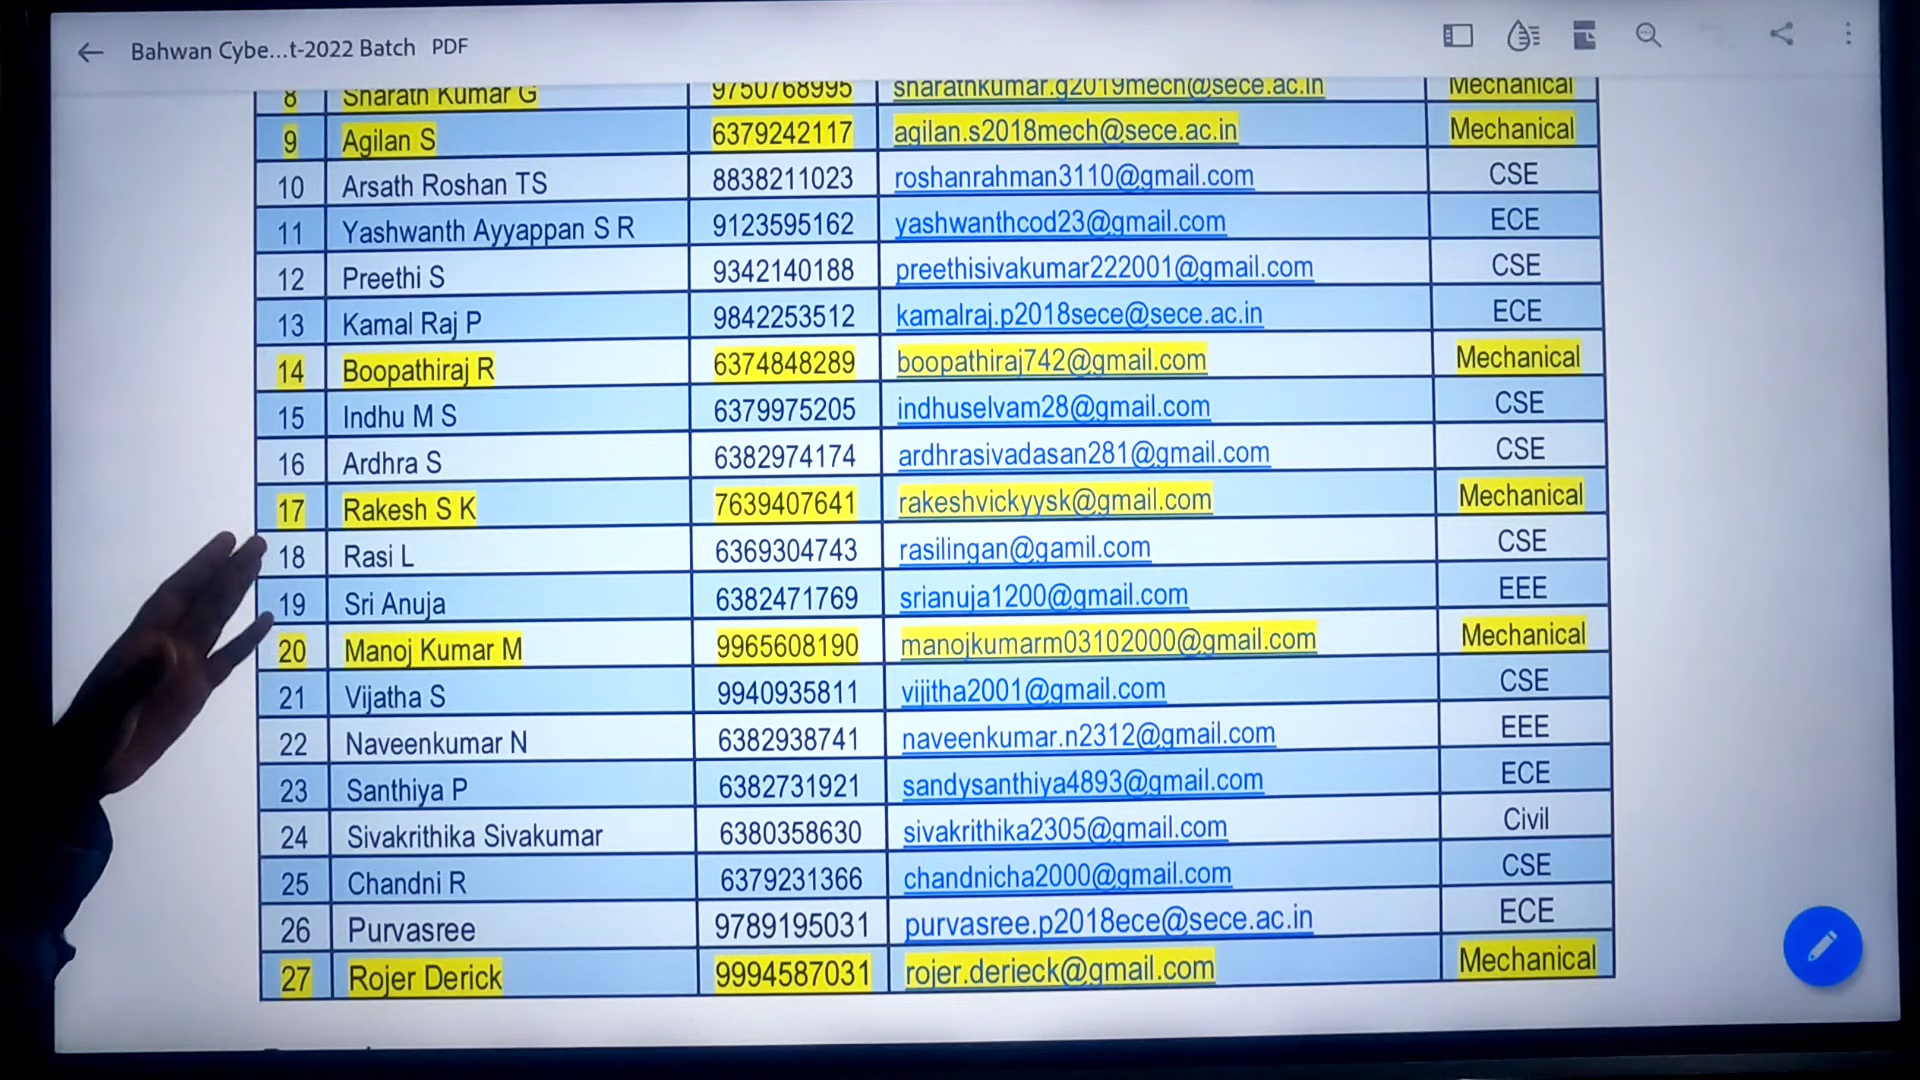 Bahwan Cybe...t-2022 Batch PDF
8 Sharath Kumar G 9750768995 sharathkumar.g2019mech@sece.ac.in Mechanical
9 Agilan S 6379242117 agilan.s2018mech@sece.ac.in Mechanical
10 Arsath Roshan TS 8838211023 roshanrahman3110@gmail.com CSE
11 Yashwanth Ayyappan S R 9123595162 yashwanthcod23@gmail.com ECE
12 Preethi S 9342140188 preethisivakumar222001@gmail.com CSE
13 Kamal Raj P 9842253512 kamalraj.p2018sece@sece.ac.in ECE
14 Boopathiraj R 6374848289 boopathiraj742@gmail.com Mechanical
15 Indhu M S 6379975205 indhuselvam28@gmail.com CSE
16 Ardhra S 6382974174 ardhrasivadasan281@gmail.com CSE
17 Rakesh S K 7639407641 rakeshvickyysk@gmail.com Mechanical
18 Rasi L 6369304743 rasilingan@gamil.com CSE
19 Sri Anuja 6382471769 srianuja1200@gmail.com EEE
20 Manoj Kumar M 9965608190 manojkumarm03102000@gmail.com Mechanical
21 Vijatha S 9940935811 vijitha2001@gmail.com CSE
22 Naveenkumar N 6382938741 naveenkumar.n2312@gmail.com EEE
23 Santhiya P 6382731921 sandysanthiya4893@gmail.com ECE
24 Sivakrithika Sivakumar 6380358630 sivakrithika2305@gmail.com Civil
25 Chandni R 6379231366 chandnicha2000@gmail.com CSE
26 Purvasree 9789195031 purvasree.p2018ece@sece.ac.in ECE
27 Rojer Derick 9994587031 rojer.derieck@gmail.com Mechanical